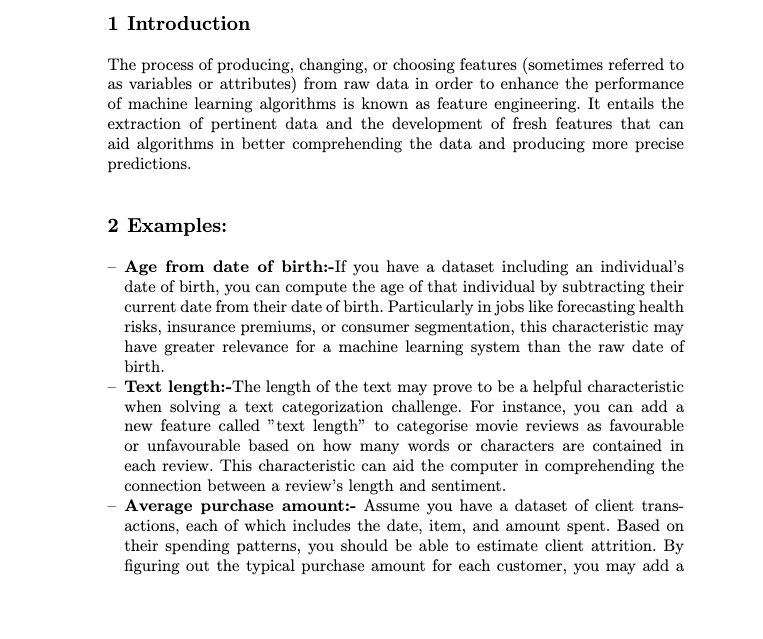 1 Introduction
The process of producing, changing, or choosing features (sometimes referred to
as variables or attributes) from raw data in order to enhance the performance
of machine learning algorithms is known as feature engineering. It entails the
extraction of pertinent data and the development of fresh features that can
aid algorithms in better comprehending the data and producing more precise
predictions.
2 Examples:
– Age from date of birth:-If you have a dataset including an individual's
date of birth, you can compute the age of that individual by subtracting their
current date from their date of birth. Particularly in jobs like forecasting health
risks, insurance premiums, or consumer segmentation, this characteristic may
have greater relevance for a machine learning system than the raw date of
birth.
– Text length:-The length of the text may prove to be a helpful characteristic
when solving a text categorization challenge. For instance, you can add a
new feature called ”text length” to categorise movie reviews as favourable
or unfavourable based on how many words or characters are contained in
each review. This characteristic can aid the computer in comprehending the
connection between a review's length and sentiment.
– Average purchase amount:- Assume you have a dataset of client trans-
actions, each of which includes the date, item, and amount spent. Based on
their spending patterns, you should be able to estimate client attrition. By
figuring out the typical purchase amount for each customer, you may add a